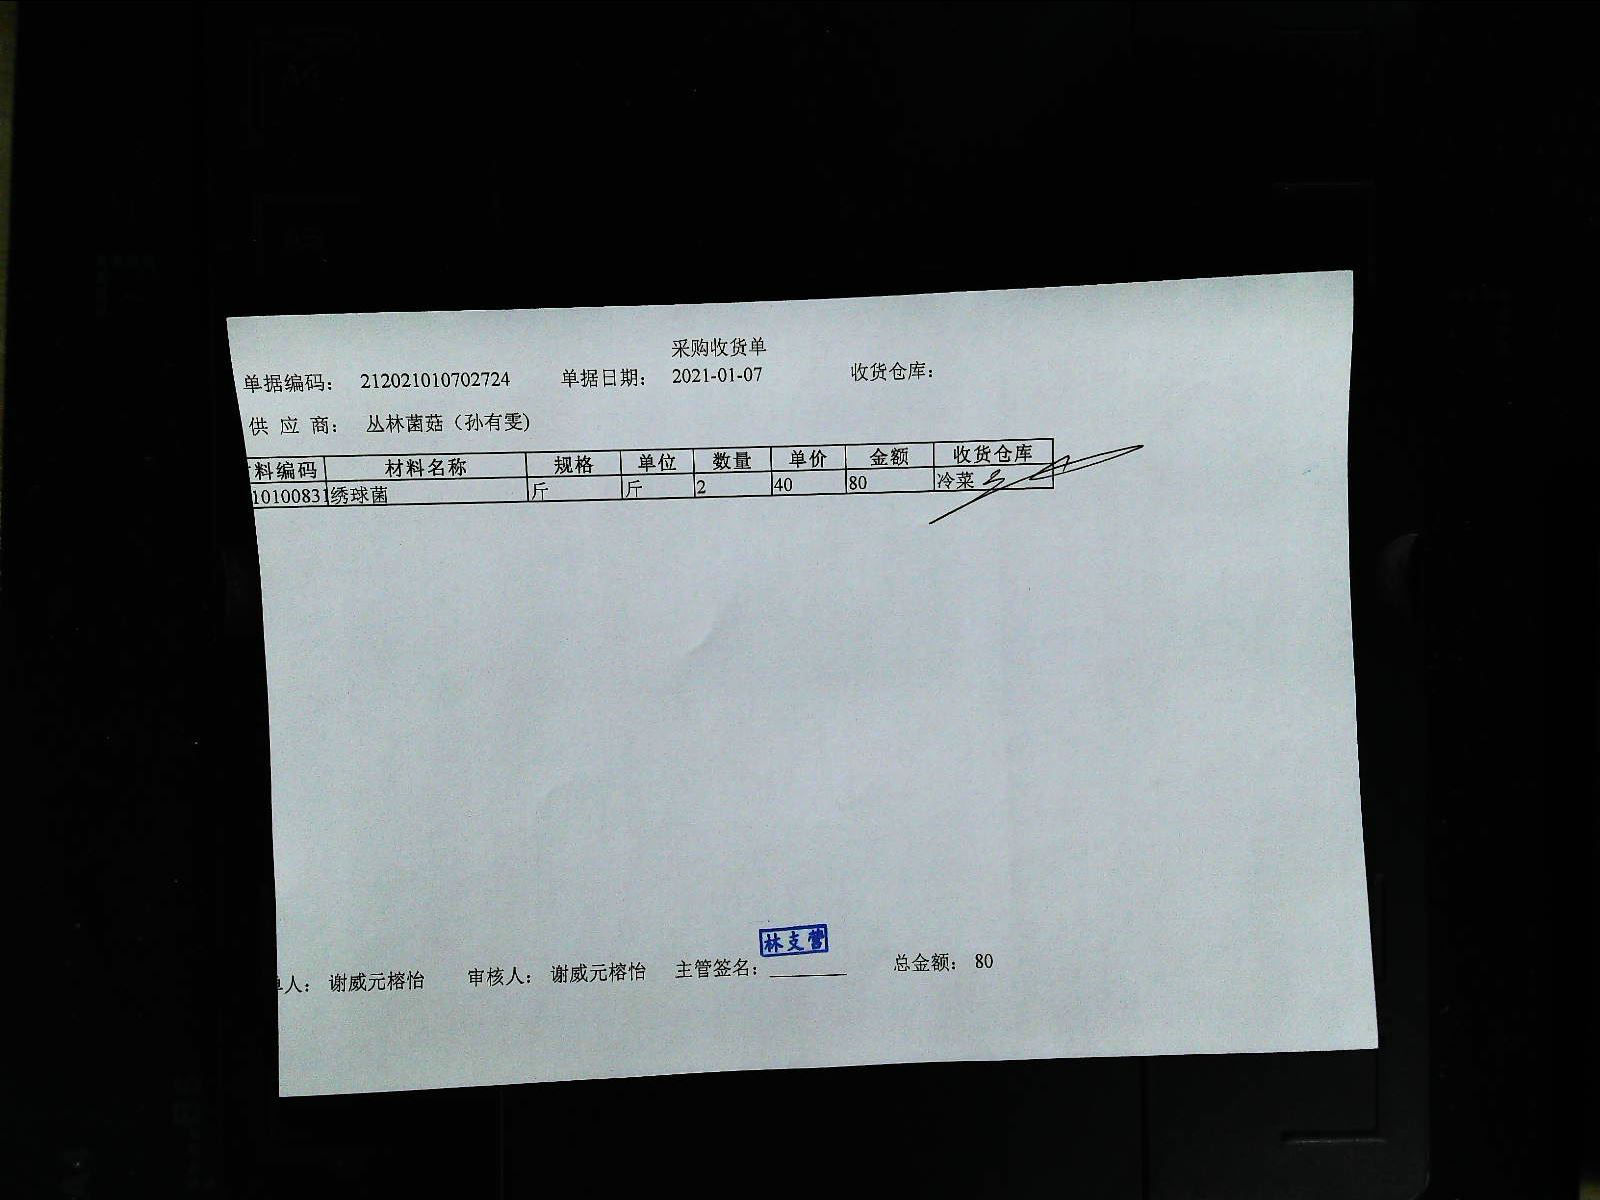 采购收货单
单据编码： 212021010702724 单据日期： 2021-01-07 收货仓库：
供 应 商： 丛林菌菇（孙有雯)
料编码 材料名称 规格 单位 数量 单价 金额 收货仓库
10100831 绣球菌 斤 斤 2 40 80 冷菜
林支营
单人： 谢威元榕怡 审核人： 谢威元榕怡 主管签名：________ 总金额： 80